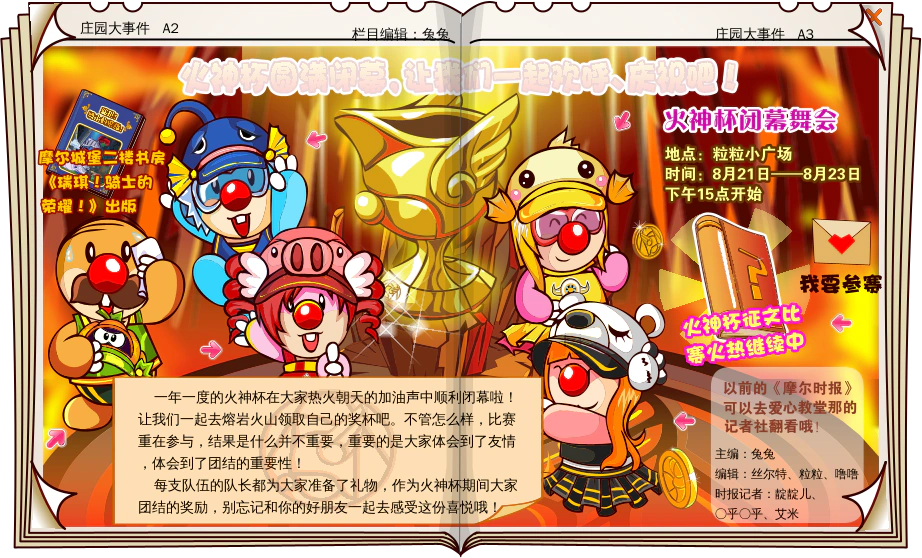 庄园大事件 A2
栏目编辑：兔兔
庄园大事件 A3
火神杯圆满闭幕，让我们一起欢呼、庆祝吧！
摩尔城堡二楼书房
《瑞琪！骑士的
荣耀！》出版
火神杯闭幕舞会
地点：粒粒小广场
时间：8月21日——8月23日
下午15点开始
我要参赛
火神杯征文比
赛火热继续中
一年一度的火神杯在大家热火朝天的加油声中顺利闭幕啦！
让我们一起去熔岩火山领取自己的奖杯吧。不管怎么样，比赛
重在参与，结果是什么并不重要，重要的是大家体会到了友情
，体会到了团结的重要性！
每支队伍的队长都为大家准备了礼物，作为火神杯期间大家
团结的奖励，别忘记和你的好朋友一起去感受这份喜悦哦！
以前的《摩尔时报》
可以去爱心教堂那的
记者社翻看哦！
主编：兔兔
编辑：丝尔特、粒粒、噜噜
时报记者：靛靛儿、
〇乎〇乎、艾米